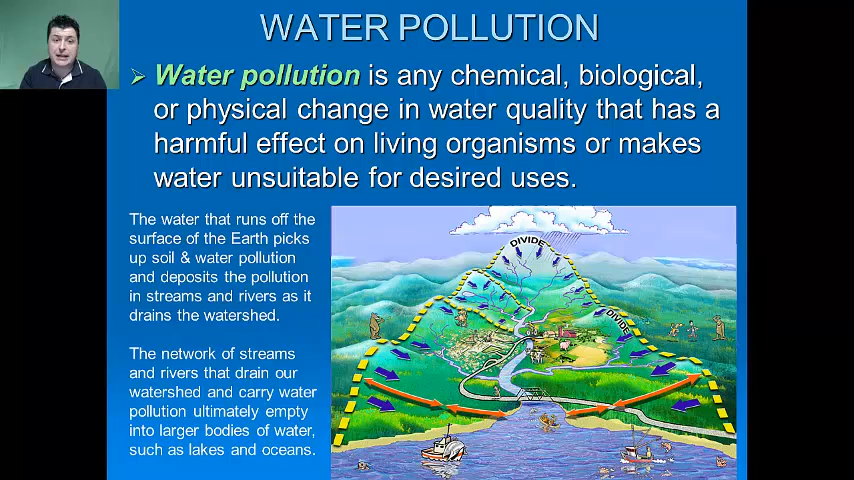 WATER POLLUTION
Water pollution is any chemical, biological,
or physical change in water quality that has a
harmful effect on living organisms or makes
water unsuitable for desired uses.
The water that runs off the
surface of the Earth picks
up soil & water pollution
and deposits the pollution
in streams and rivers as it
drains the watershed.
The network of streams
and rivers that drain our
watershed and carry water
pollution ultimately empty
into larger bodies of water,
such as lakes and oceans.
DIVIDE
DIVIDE